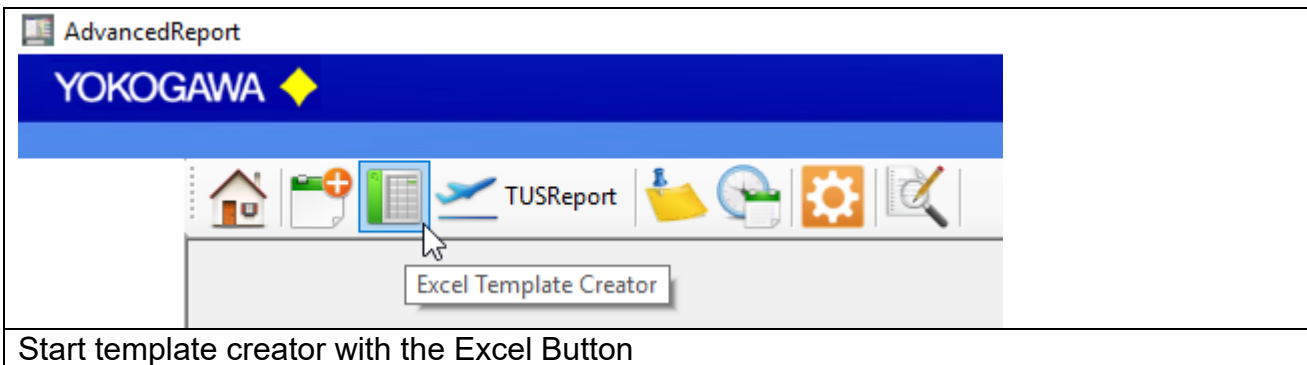 AdvancedReport
YOKOGAWA
TUSReport
Excel Template Creator
Start template creator with the Excel Button